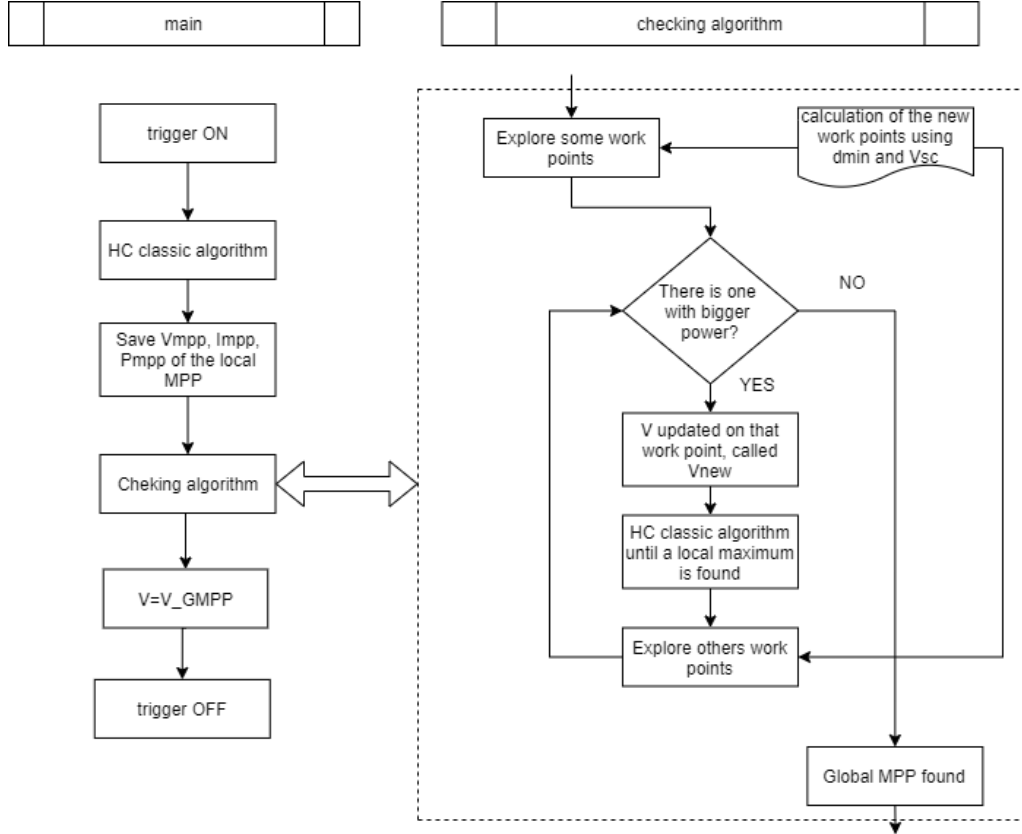 main
checking algorithm
trigger ON
HC classic algorithm
Save Vmpp, Impp,
Pmpp of the local
MPP
Cheking algorithm
V=V_GMPP
trigger OFF
Explore some work
points
calculation of the new
work points using
dmin and Vsc
There is one
with bigger
power?
NO
YES
V updated on that
work point, called
Vnew
HC classic algorithm
until a local maximum
is found
Explore others work
points
Global MPP found